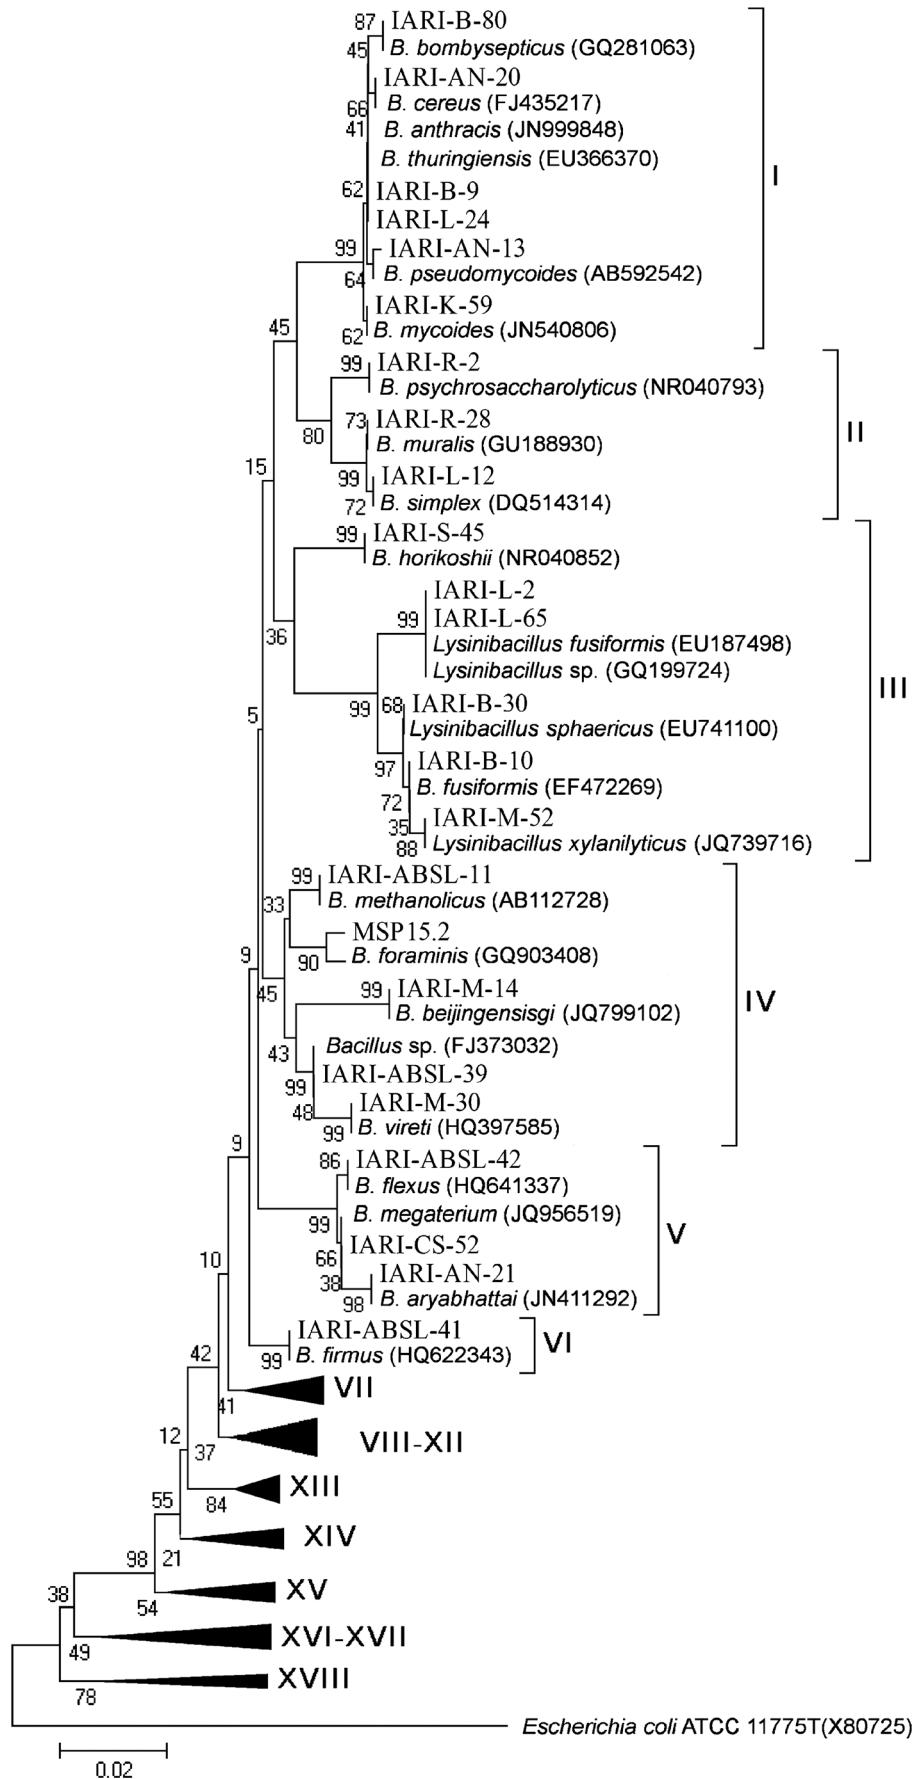 87 IARI-B-80
45 B. bombysepticus (GQ281063)
IARI-AN-20
66 B. cereus (FJ435217)
41 B. anthracis (JN999848)
B. thuringiensis (EU366370)
I
62 IARI-B-9
IARI-L-24
99 IARI-AN-13
64 B. pseudomycoides (AB592542)
IARI-K-59
45 62 B. mycoides (JN540806)
99 IARI-R-2
B. psychrosaccharolyticus (NR040793)
73 IARI-R-28
80 B. muralis (GU188930)
II
15 99 IARI-L-12
72 B. simplex (DQ514314)
99 IARI-S-45
B. horikoshii (NR040852)
IARI-L-2
99 IARI-L-65
36 Lysinibacillus fusiformis (EU187498)
Lysinibacillus sp. (GQ199724)
III
99 68 IARI-B-30
5 Lysinibacillus sphaericus (EU741100)
97 IARI-B-10
B. fusiformis (EF472269)
72
35 IARI-M-52
88 Lysinibacillus xylanilyticus (JQ739716)
99 IARI-ABSL-11
33 B. methanolicus (AB112728)
MSP15.2
9 90 B. foraminis (GQ903408)
45 99 IARI-M-14
IV
B. beijingensisgi (JQ799102)
43 Bacillus sp. (FJ373032)
99 IARI-ABSL-39
48 IARI-M-30
99 B. vireti (HQ397585)
9 86 IARI-ABSL-42
B. flexus (HQ641337)
99 B. megaterium (JQ956519)
V
66 IARI-CS-52
10 38 IARI-AN-21
98 B. aryabhattai (JN411292)
IARI-ABSL-41
VI
42 99 B. firmus (HQ622343)
VII
41
12 37 VIII-XII
XIII
55 84
XIV
98 21
38 XV
54
XVI-XVII
49
XVIII
78
Escherichia coli ATCC 11775T(X80725)
0.02